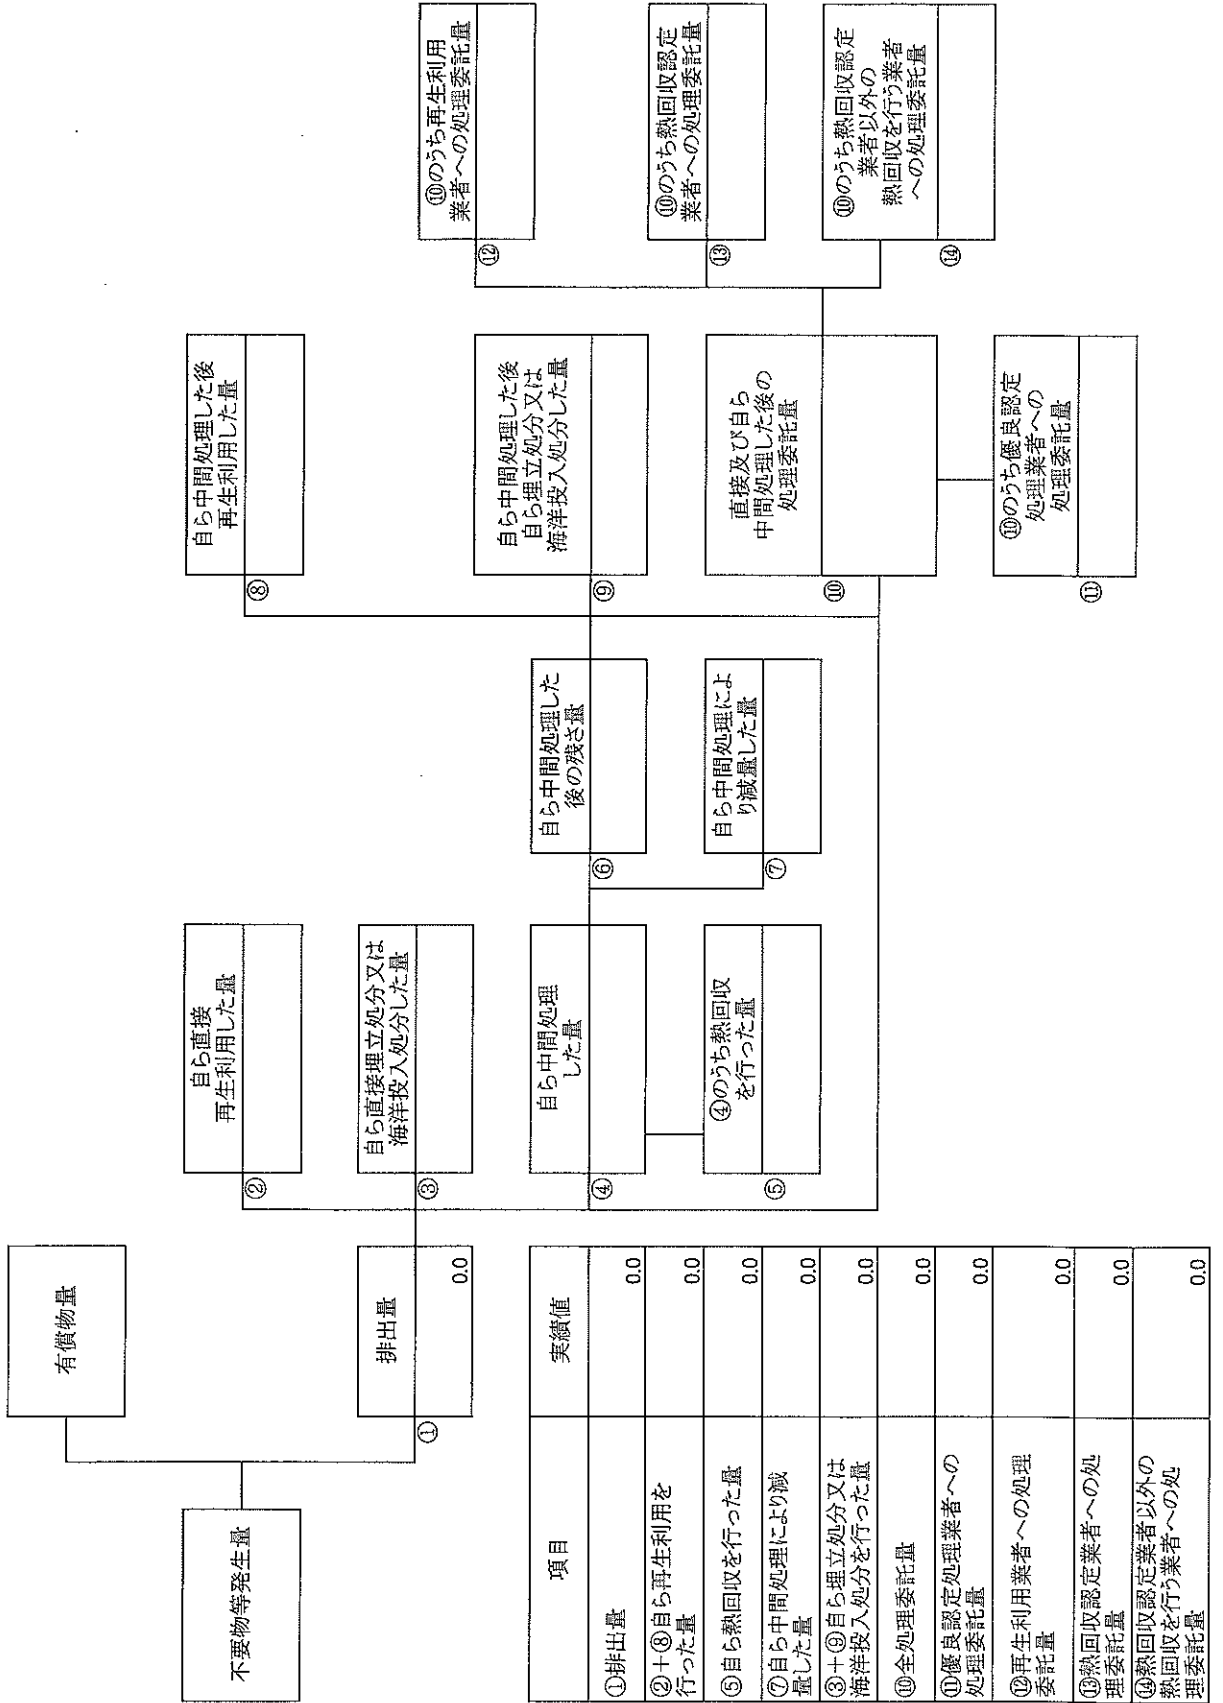 不要物等発生量
有償物量
①
排出量
0.0
②
自ら直接
再生利用した量
③
自ら直接埋立処分又は
海洋投入処分した量
④
自ら中間処理
した量
⑤
④のうち熱回収
を行った量
⑥
自ら中間処理した
後の残さ量
⑦
自ら中間処理によ
り減量した量
⑧
自ら中間処理した後
再生利用した量
⑨
自ら中間処理した後
自ら埋立処分又は
海洋投入処分した量
⑩
直接及び自ら
中間処理した後の
処理委託量
⑪
⑩のうち優良認定
処理業者への
処理委託量
⑫
⑩のうち再生利用
業者への処理委託量
⑬
⑩のうち熱回収認定
業者への処理委託量
⑭
⑩のうち熱回収認定
業者以外の
熱回収を行う業者
への処理委託量
項目 実績値
①排出量 0.0
②+⑧自ら再生利用を
行った量 0.0
⑤自ら熱回収を行った量 0.0
⑦自ら中間処理により減
量した量 0.0
③+⑨自ら埋立処分又は
海洋投入処分を行った量 0.0
⑩全処理委託量 0.0
⑪優良認定処理業者への
処理委託量 0.0
⑫再生利用業者への処理
委託量 0.0
⑬熱回収認定業者への処
理委託量 0.0
⑭熱回収認定業者以外の
熱回収を行う業者への処
理委託量 0.0